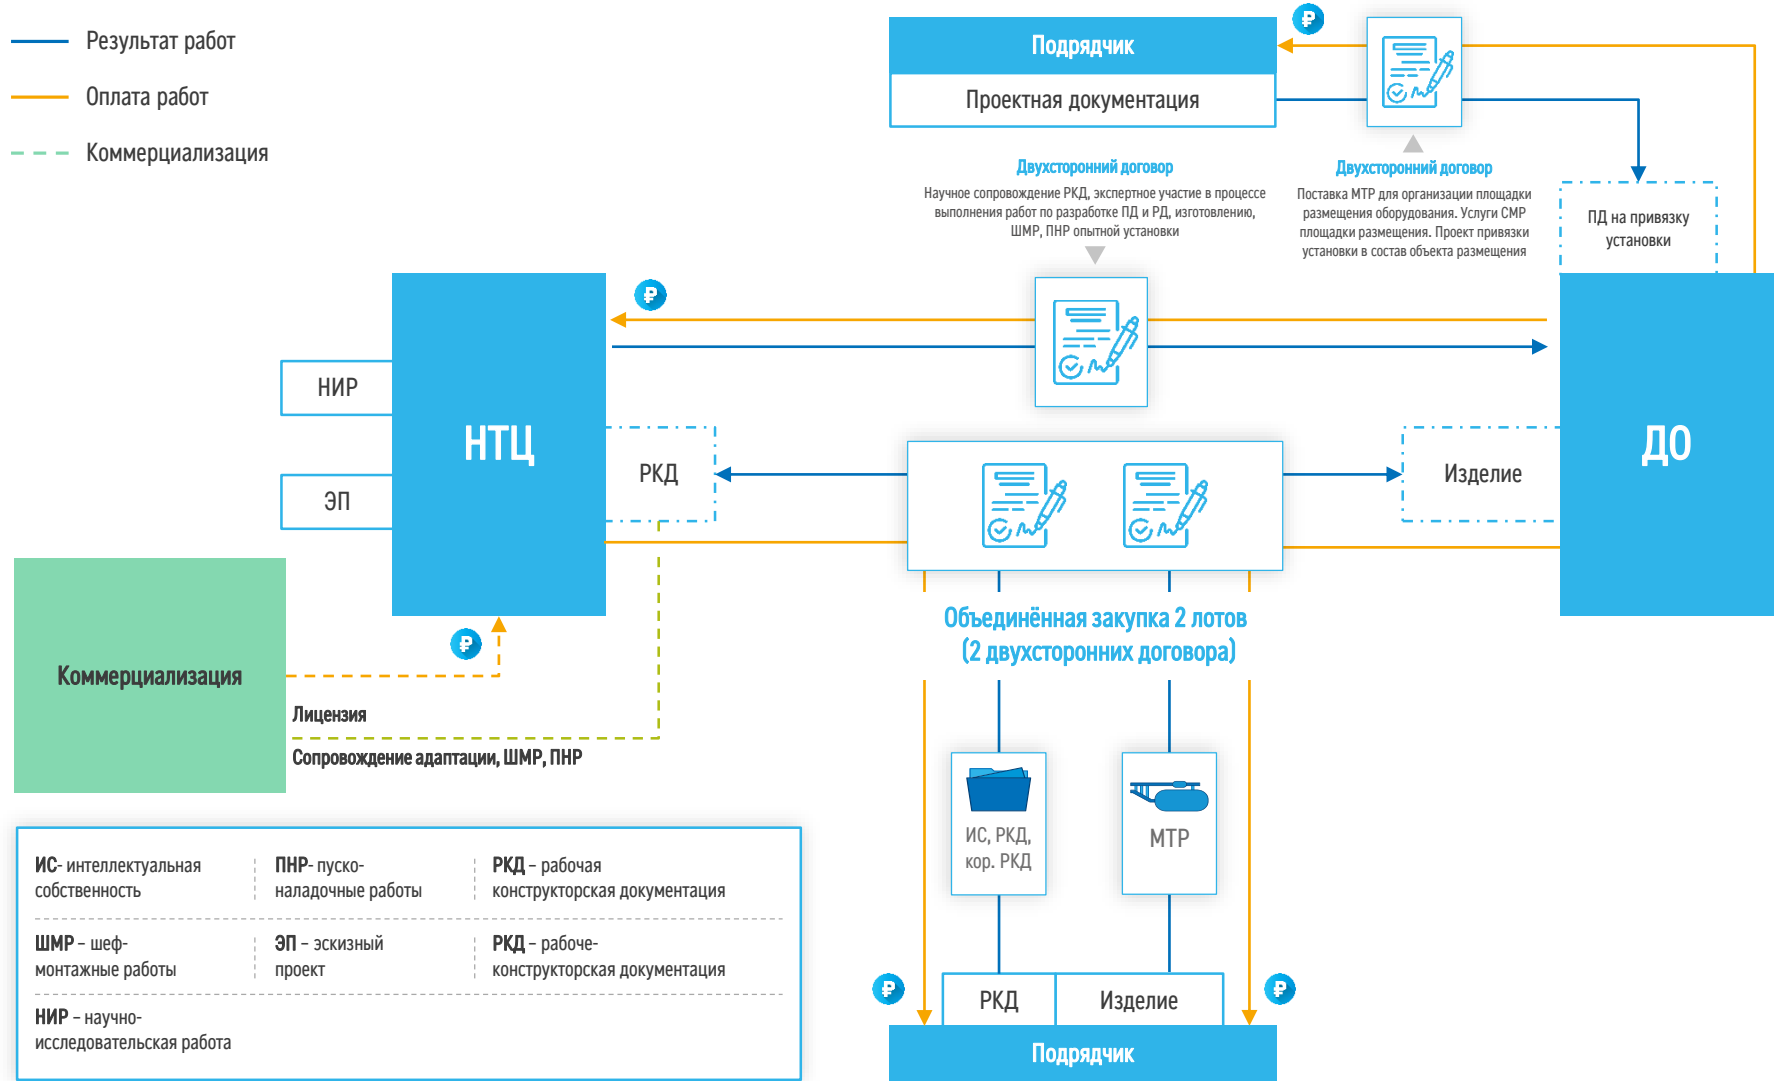 Результат работ
Оплата работ
Коммерциализация
Подрядчик
Проектная документация
Двухсторонний договор
Научное сопровождение РКД, экспертное участие в процессе
выполнения работ по разработке ПД и РД, изготовлению,
ШМР, ПНР опытной установки
Двухсторонний договор
Поставка МТР для организации площадки
размещения оборудования. Услуги СМР
площадки размещения. Проект привязки
установки в состав объекта размещения
ПД на привязку
установки
НИР
ЭП
НТЦ
РКД
Изделие
ДО
Объединённая закупка 2 лотов
(2 двухсторонних договора)
Коммерциализация
Лицензия
Сопровождение адаптации, ШМР, ПНР
ИС, РКД,
кор. РКД
МТР
РКД
Изделие
Подрядчик
ИС- интеллектуальная
собственность
ПНР- пуско-
наладочные работы
РКД – рабочая
конструкторская документация
ШМР – шеф-
монтажные работы
ЭП – эскизный
проект
РКД – рабоче-
конструкторская документация
НИР – научно-
исследовательская работа